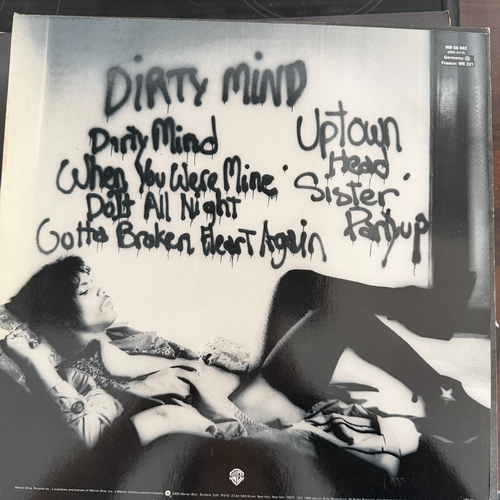 WB 56 862
Germany:
France: WE 321
DiRTY MiND
Dirty Mind
When You Were Mine
Do It All Night
Gotta Broken Heart Again
Uptown
Head
Sister
Partyup